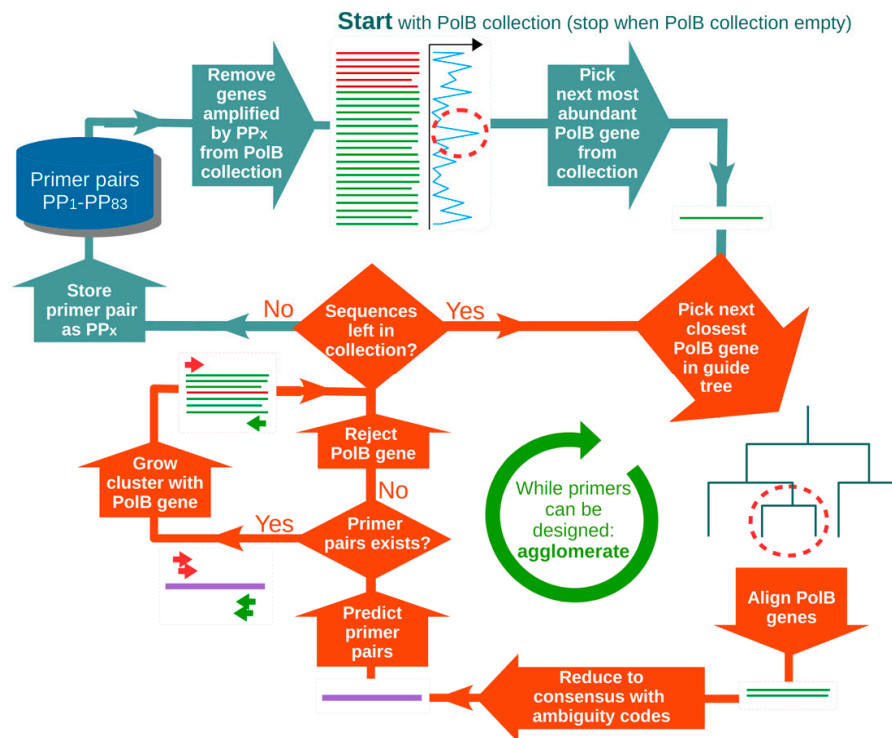 Start with PolB collection (stop when PolB collection empty)
Remove
genes
amplified
by PPx
from PolB
collection
Pick
next most
abundant
PolB gene
from
collection
Primer pairs
PP1-PP83
Store
primer pair
as PPx
No
Sequences
left in
collection?
Yes
Pick next
closest
PolB gene
in guide
tree
Grow
cluster with
PolB gene
Reject
PolB gene
No
Yes
Primer
pairs exists?
While primers
can be
designed:
agglomerate
Predict
primer
pairs
Align PolB
genes
Reduce to
consensus with
ambiguity codes